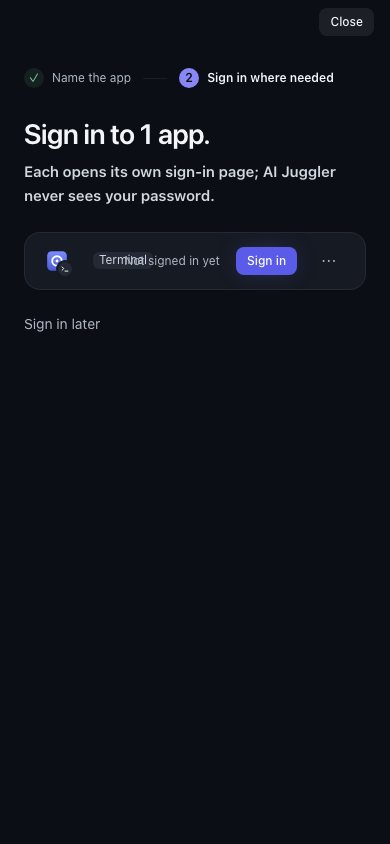 Close
Name the app
2 Sign in where needed
Sign in to 1 app.
Each opens its own sign-in page; AI Juggler
never sees your password.
Terminal Not signed in yet Sign in ...
Sign in later